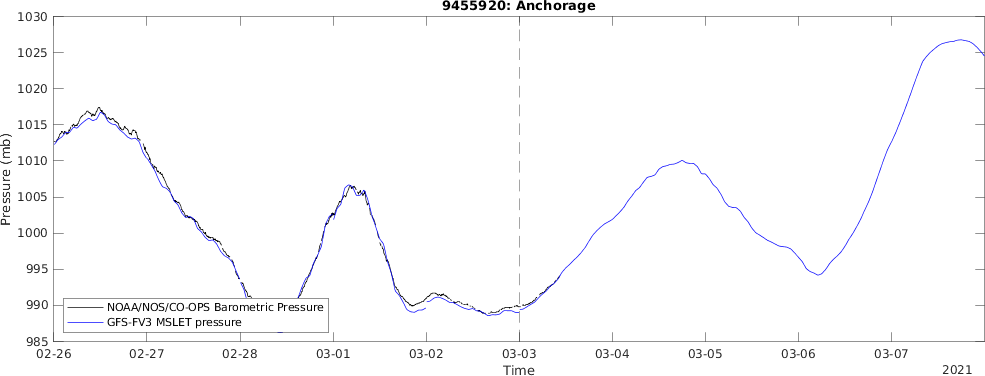 9455920: Anchorage
Pressure (mb)
1030
1025
1020
1015
1010
1005
1000
995
990
985
NOAA/NOS/CO-OPS Barometric Pressure
GFS-FV3 MSLET pressure
02-26 02-27 02-28 03-01 03-02 03-03 03-04 03-05 03-06 03-07
Time
2021